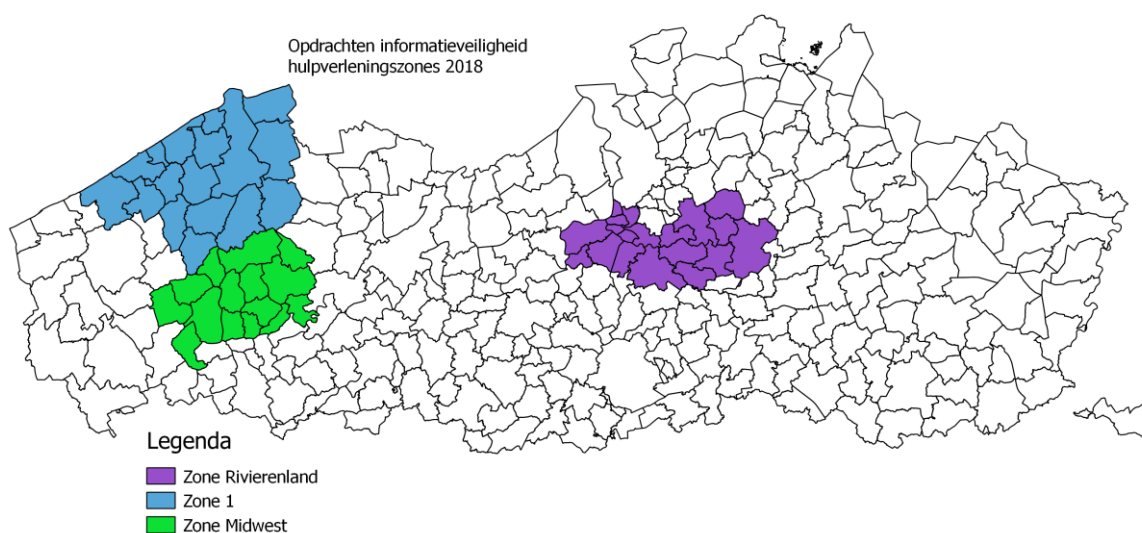 Opdrachten informatieveiligheid
hulpverleningszones 2018
Legenda
Zone Rivierenland
Zone 1
Zone Midwest